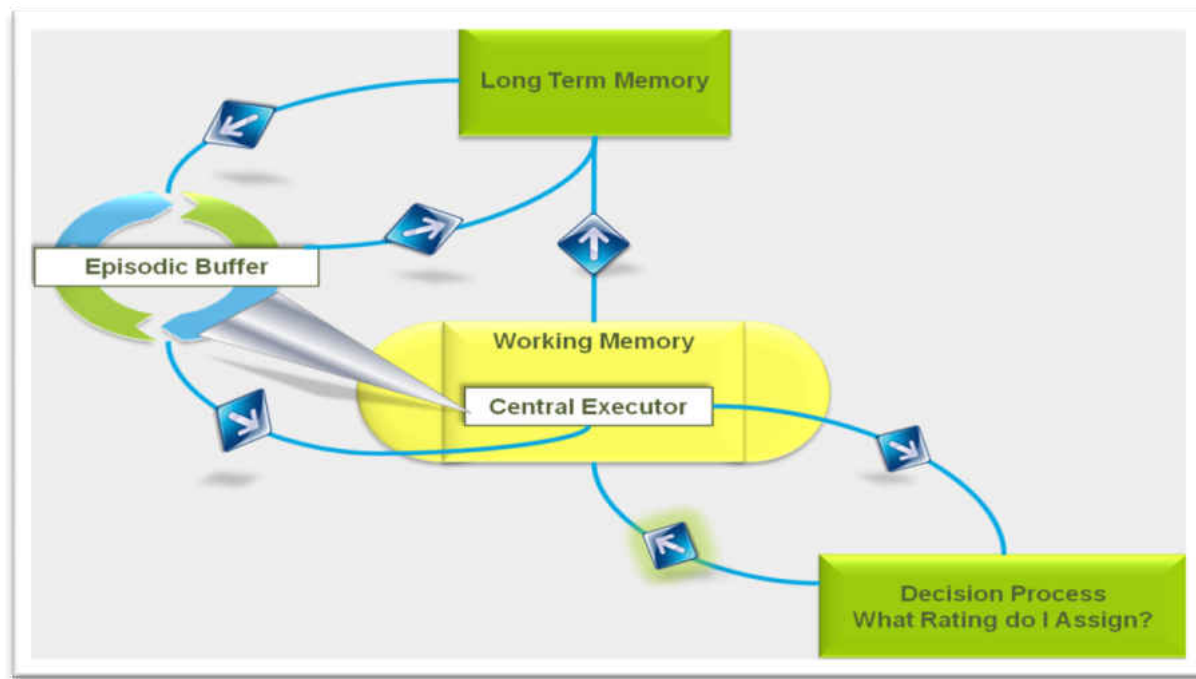 Long Term Memory
Episodic Buffer
Working Memory
Central Executor
Decision Process
What Rating do I Assign?